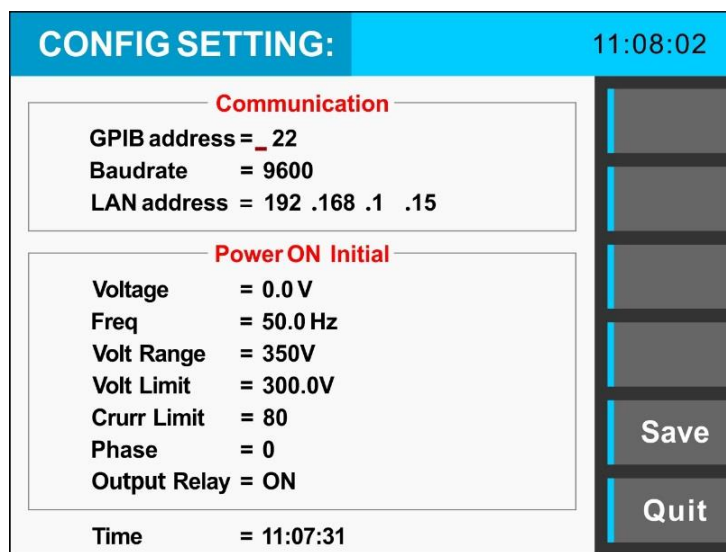 CONFIG SETTING: 11:08:02
Communication
GPIB address =_ 22
Baudrate = 9600
LAN address = 192 .168 .1 .15
Power ON Initial
Voltage = 0.0 V
Freq = 50.0 Hz
Volt Range = 350V
Volt Limit = 300.0V
Crurr Limit = 80
Phase = 0
Output Relay = ON
Time = 11:07:31
Save
Quit